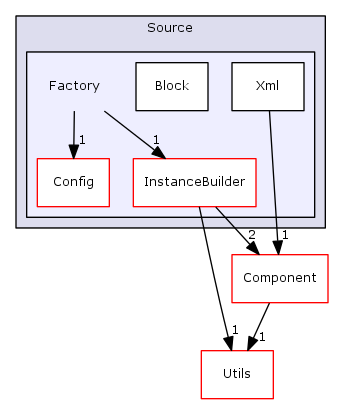 Source
Factory
Block
Xml
1
1
Config
InstanceBuilder
2
1
Component
1
1
Utils